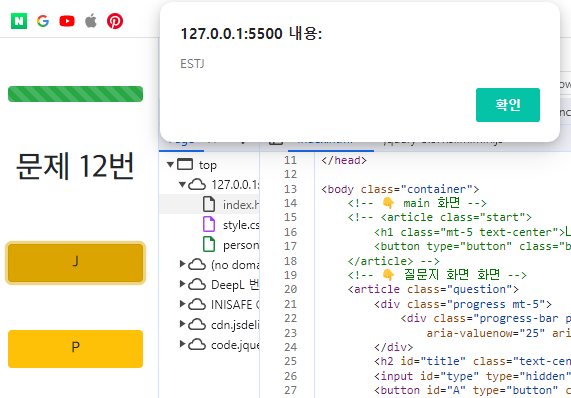 127.0.0.1:5500 내용:
ESTJ
확인
문제 12번
J
P
top
127.0.0.1:
index.h
style.cs
person
(no doma
DeepL 번
cdn.jsdeli
code.jque
11 </head>
12
13 <body class="container">
14 <!-- 👇 main 화면 -->
15 <!-- <article class="start">
16 <h1 class="mt-5 text-center">
17 <button type="button" class="b
18 </article> -->
19 <!-- 👇 질문지 화면 화면 -->
20 <article class="question">
21 <div class="progress mt-5">
22 <div class="progress-bar p
23 aria-valuenow="25" ari
24 </div>
25 <h2 id="title" class="text-cen
26 <input id="type" type="hidden"
27 <button id="A" type="button" c